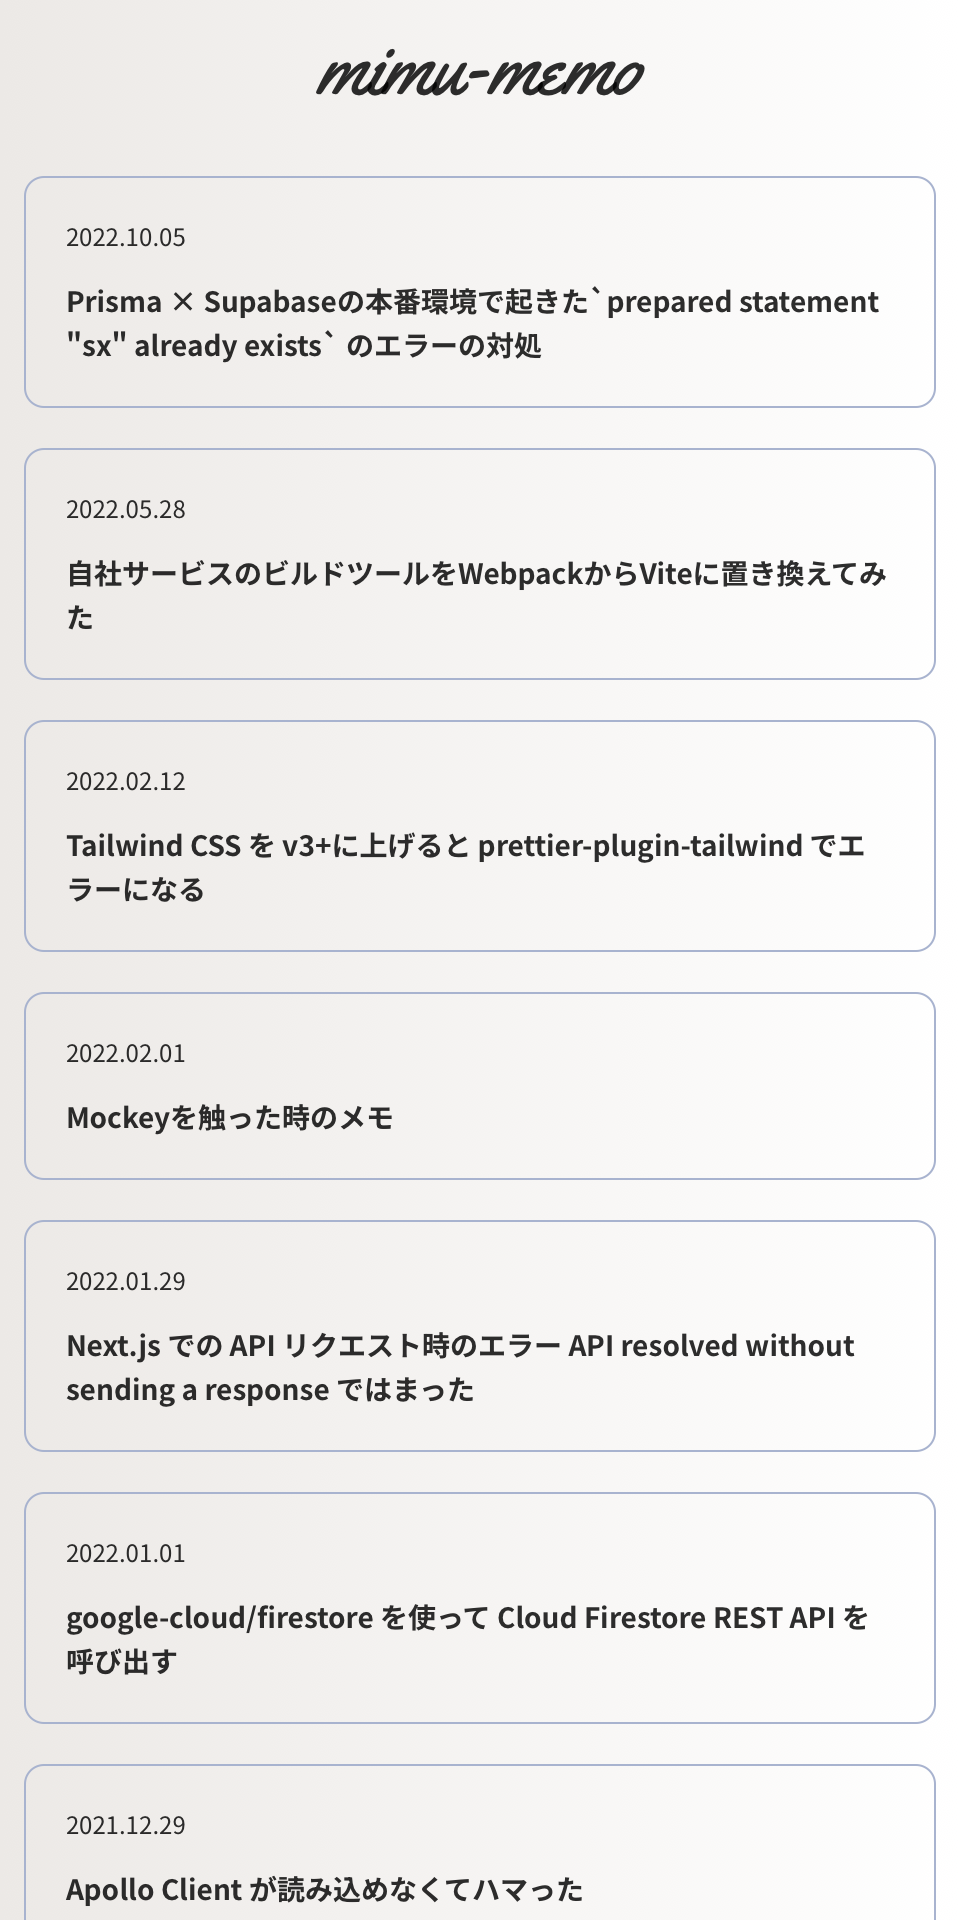 mimu-memo
2022.10.05
Prisma × Supabaseの本番環境で起きた`prepared statement
"sx" already exists` のエラーの対処
2022.05.28
自社サービスのビルドツールをWebpackからViteに置き換えてみ
た
2022.02.12
Tailwind CSS を v3+に上げると prettier-plugin-tailwind でエ
ラーになる
2022.02.01
Mockeyを触った時のメモ
2022.01.29
Next.js での API リクエスト時のエラー API resolved without
sending a response ではまった
2022.01.01
google-cloud/firestore を使って Cloud Firestore REST API を
呼び出す
2021.12.29
Apollo Client が読み込めなくてハマった